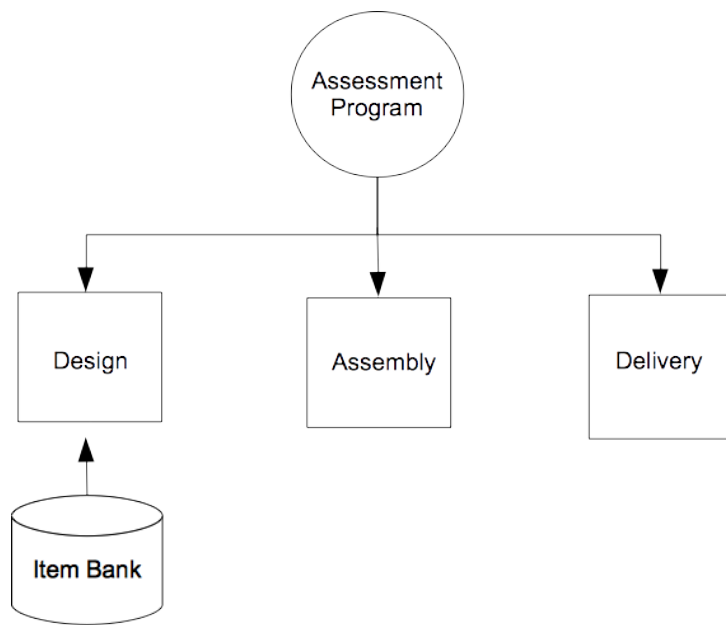 Assessment
Program
Design
Assembly
Delivery
Item Bank